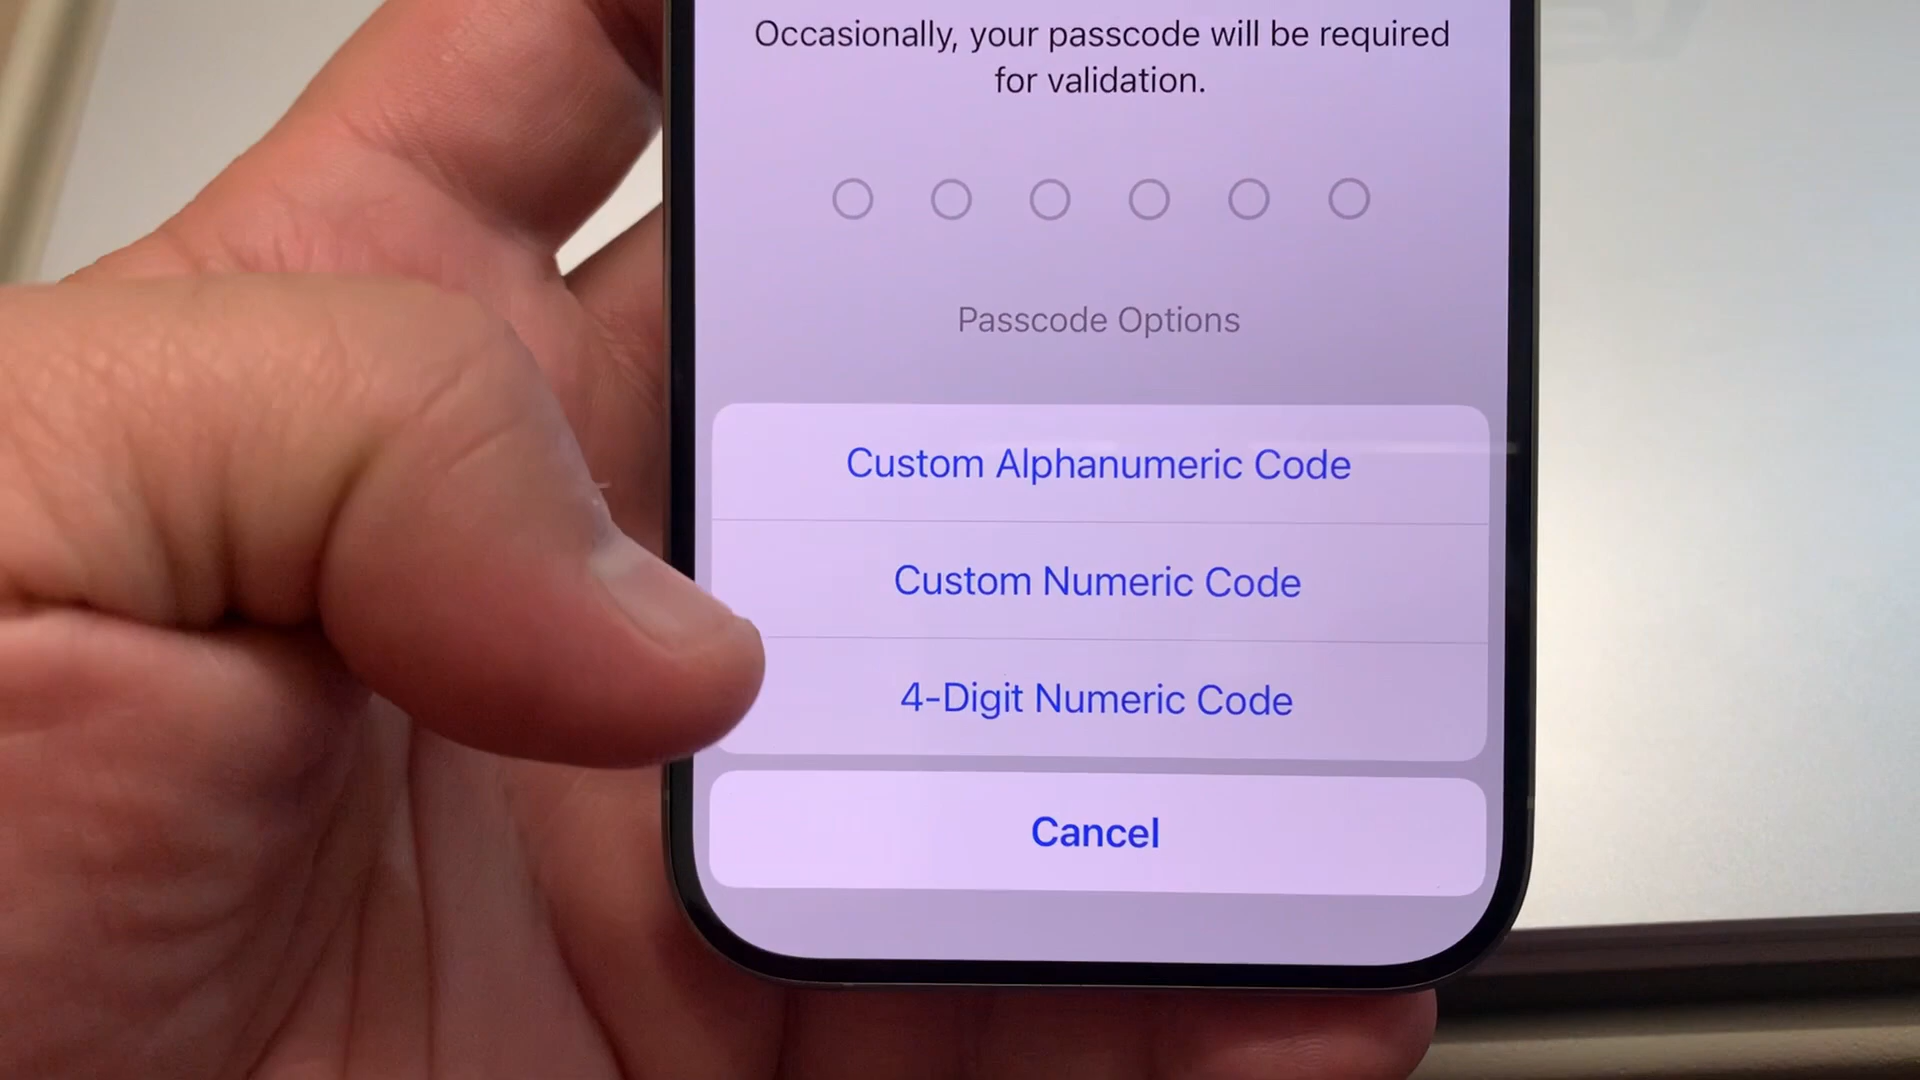 Occasionally, your passcode will be required
for validation.
Passcode Options
Custom Alphanumeric Code
Custom Numeric Code
4-Digit Numeric Code
Cancel